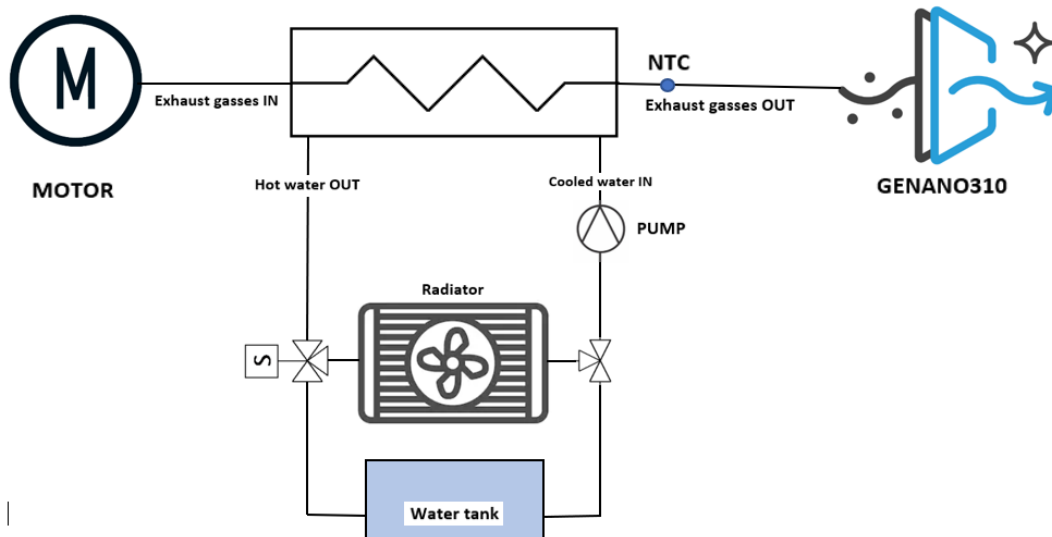 M
NTC
Exhaust gasses IN
Exhaust gasses OUT
MOTOR
GENANO310
Hot water OUT
Cooled water IN
PUMP
Radiator
S
Water tank